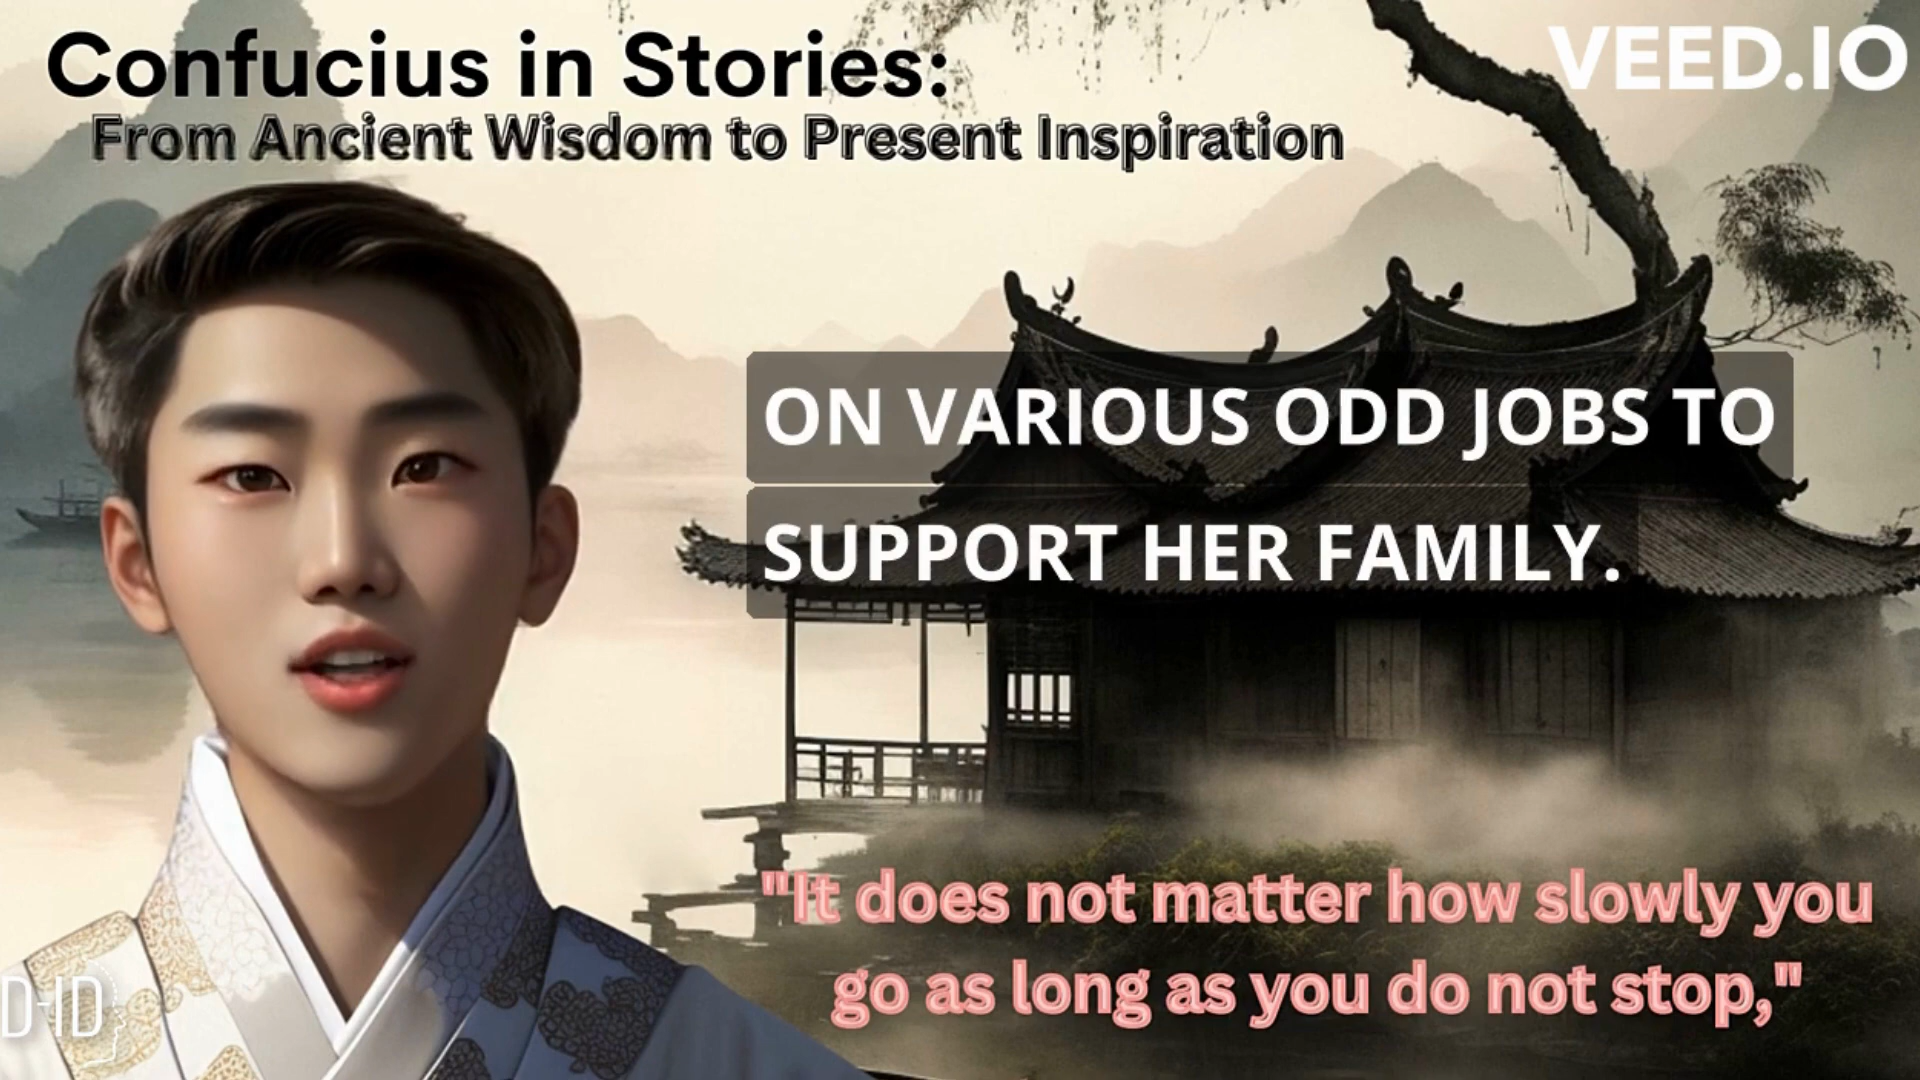 Confucius in Stories:
VEED.IO
From Ancient Wisdom to Present Inspiration
ON VARIOUS ODD JOBS TO
SUPPORT HER FAMILY.
"It does not matter how slowly you
go as long as you do not stop,"
D-ID